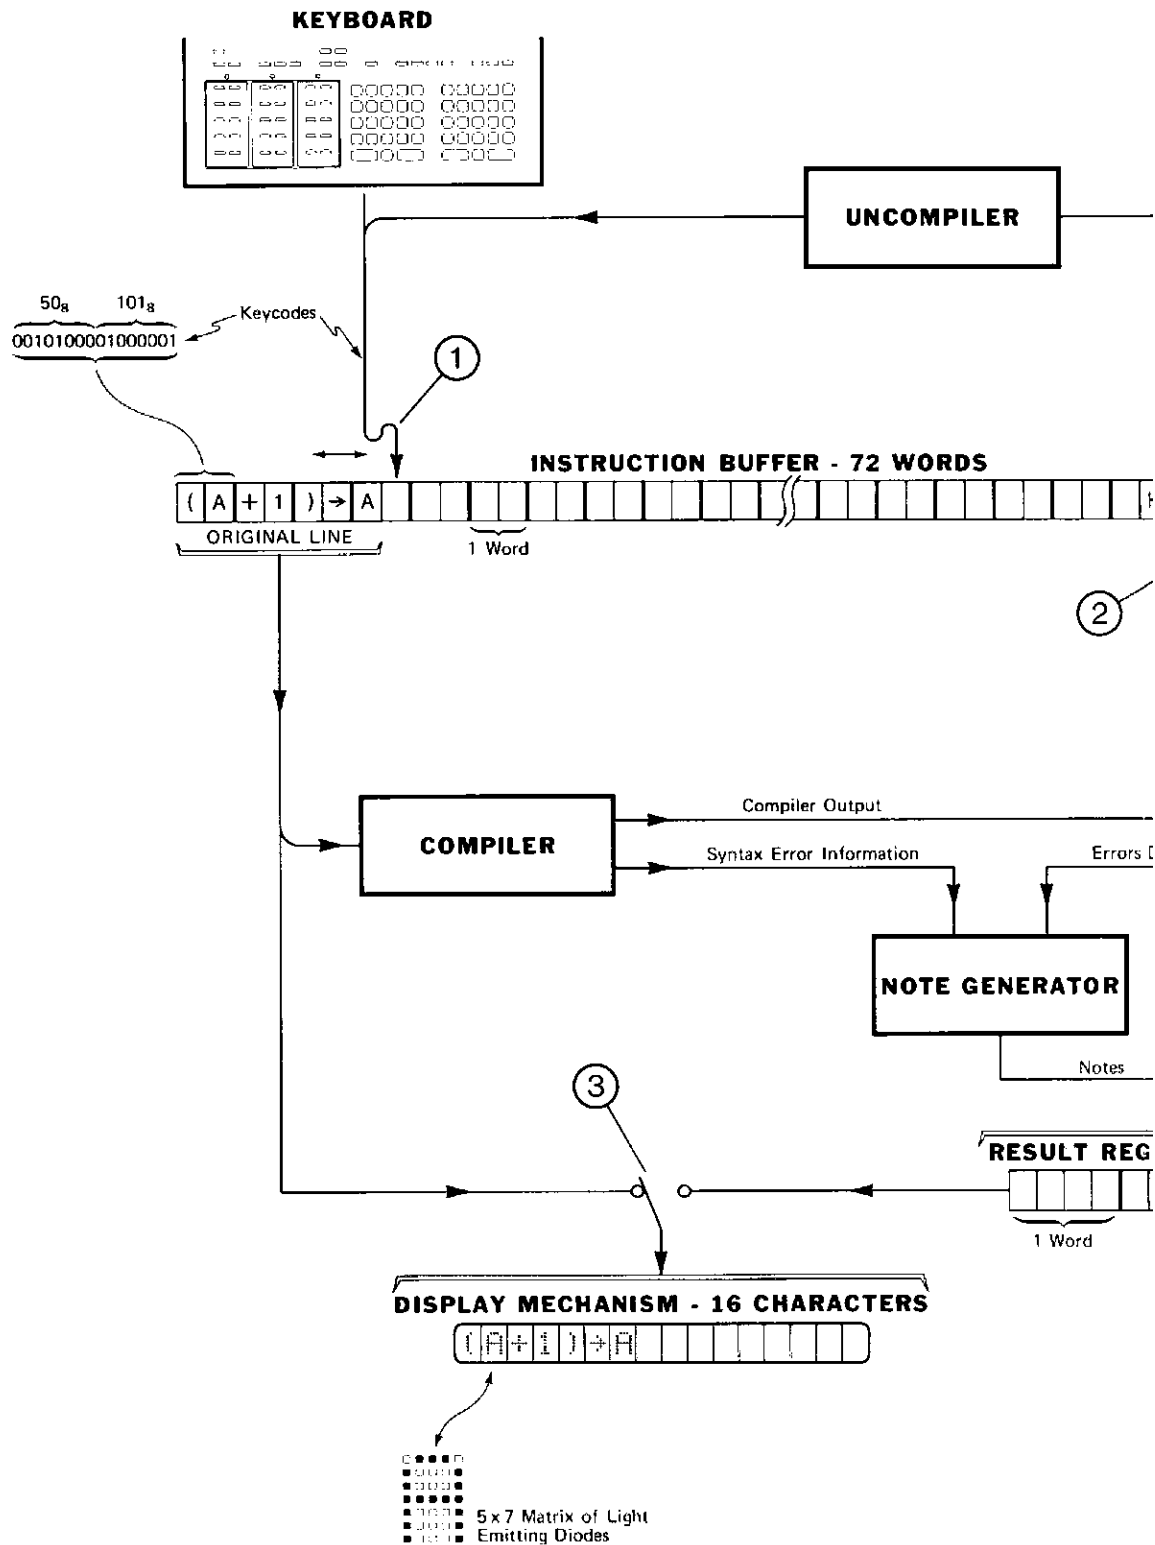 KEYBOARD
UNCOMPILER
50₈ 101₈
0010100001000001
Keycodes
1
INSTRUCTION BUFFER - 72 WORDS
( A + 1 ) → A
ORIGINAL LINE
1 Word
2
Compiler Output
COMPILER
Syntax Error Information
Errors
NOTE GENERATOR
Notes
3
RESULT REG
1 Word
DISPLAY MECHANISM - 16 CHARACTERS
( A + 1 ) → A
5 x 7 Matrix of Light
Emitting Diodes